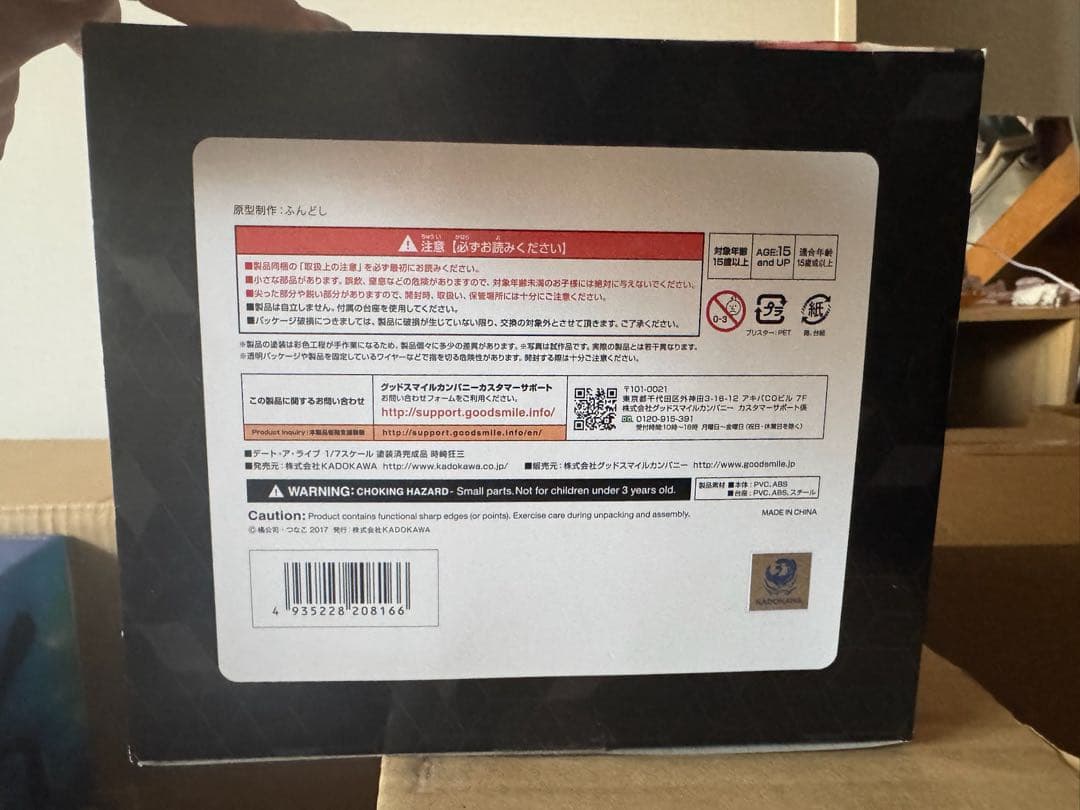 原型制作：ふんどし
注意【必ずお読みください】
■製品同梱の「取扱上の注意」を必ず最初にお読みください。
■小さな部品があります。誤飲、窒息などの危険がありますので、対象年齢未満のお子様には絶対に与えないでください。
■尖った部分や鋭い部分がありますので、開封時、取扱い、保管場所には十分にご注意ください。
■製品は自立しません。付属の台座を使用してください。
■パッケージ破損につきましては、製品に破損が生じていない限り、交換の対象外とさせて頂きます。ご了承ください。
対象年齢
15歳以上
AGE:15
and UP
適合年齢
15歳或以上
0-3
プラ
ブリスター：PET
紙
箱、台紙
※製品の塗装は彩色工程が手作業になるため、製品個々に多少の差異があります。※写真は試作品です。実際の製品とは若干異なります。
※透明パッケージや製品を固定しているワイヤーなどで指を切る危険性があります。開封する際は十分ご注意ください。
この製品に関するお問い合わせ
グッドスマイルカンパニーカスタマーサポート
お問い合わせフォームをご利用ください。
http://support.goodsmile.info/
Product Inquiry:
http://support.goodsmile.info/en/
〒101-0021
東京都千代田区外神田3-16-12 アキバCOビル 7F
株式会社グッドスマイルカンパニー カスタマーサポート係
0120-915-391
受付時間：10時～18時 月曜日～金曜日（祝日・休業日を除く）
■デート・ア・ライブ 1/7スケール 塗装済完成品 時崎狂三
■発売元：株式会社KADOKAWA http://www.kadokawa.co.jp/ ■販売元：株式会社グッドスマイルカンパニー http://www.goodsmile.jp
WARNING: CHOKING HAZARD- Small parts. Not for children under 3 years old.
製品素材 ■本体：PVC, ABS
■台座：PVC, ABS, スチール
Caution: Product contains functional sharp edges (or points). Exercise care during unpacking and assembly.
MADE IN CHINA
©橘公司・つなこ 2017 発行：株式会社KADOKAWA
4 935228 208166
KADOKAWA